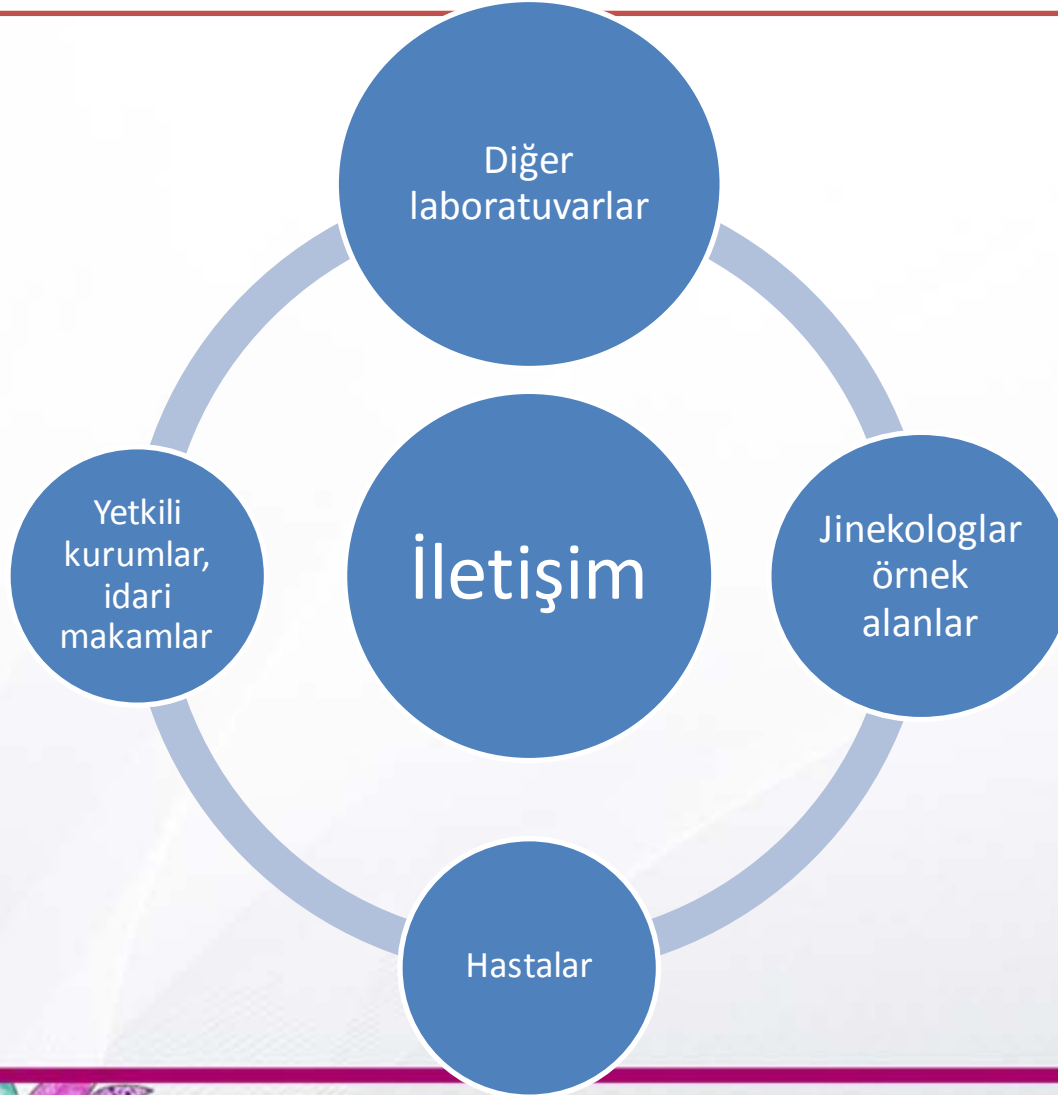 Diğer
laboratuvarlar
Yetkili
kurumlar,
idari
makamlar
İletişim
Jinekologlar
örnek
alanlar
Hastalar